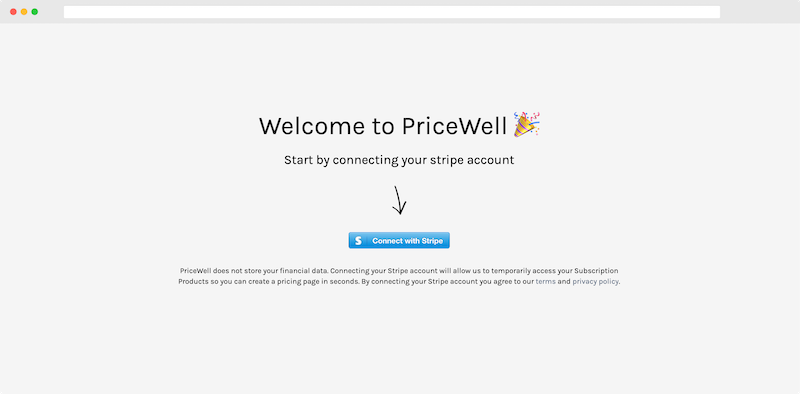 Welcome to PriceWell 🎉
Start by connecting your stripe account
Connect with Stripe
PriceWell does not store your financial data. Connecting your Stripe account will allow us to temporarily access your Subscription
Products so you can create a pricing page in seconds. By connecting your Stripe account you agree to our terms and privacy policy.